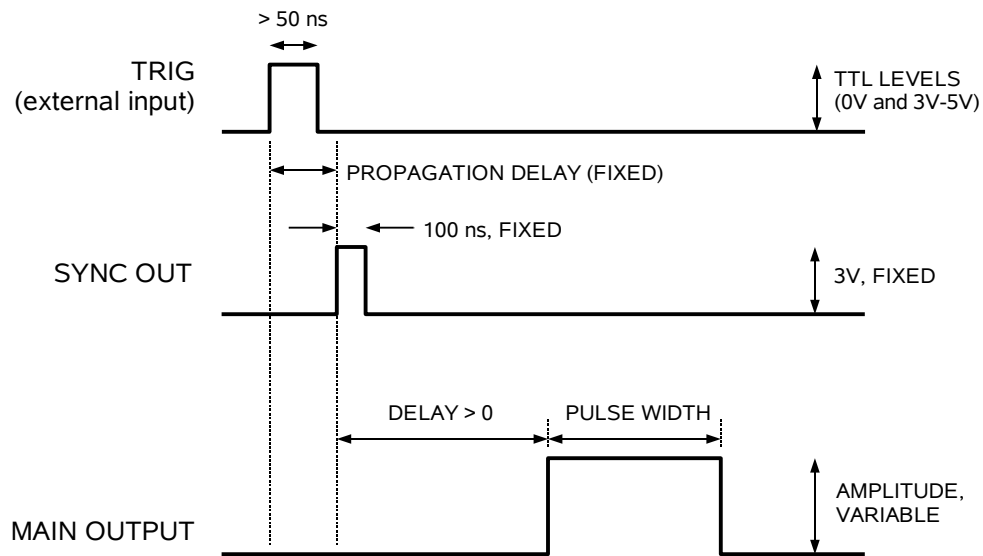 > 50 ns
TRIG
(external input)
TTL LEVELS
(0V and 3V-5V)
PROPAGATION DELAY (FIXED)
100 ns, FIXED
SYNC OUT
3V, FIXED
DELAY > 0
PULSE WIDTH
AMPLITUDE,
VARIABLE
MAIN OUTPUT